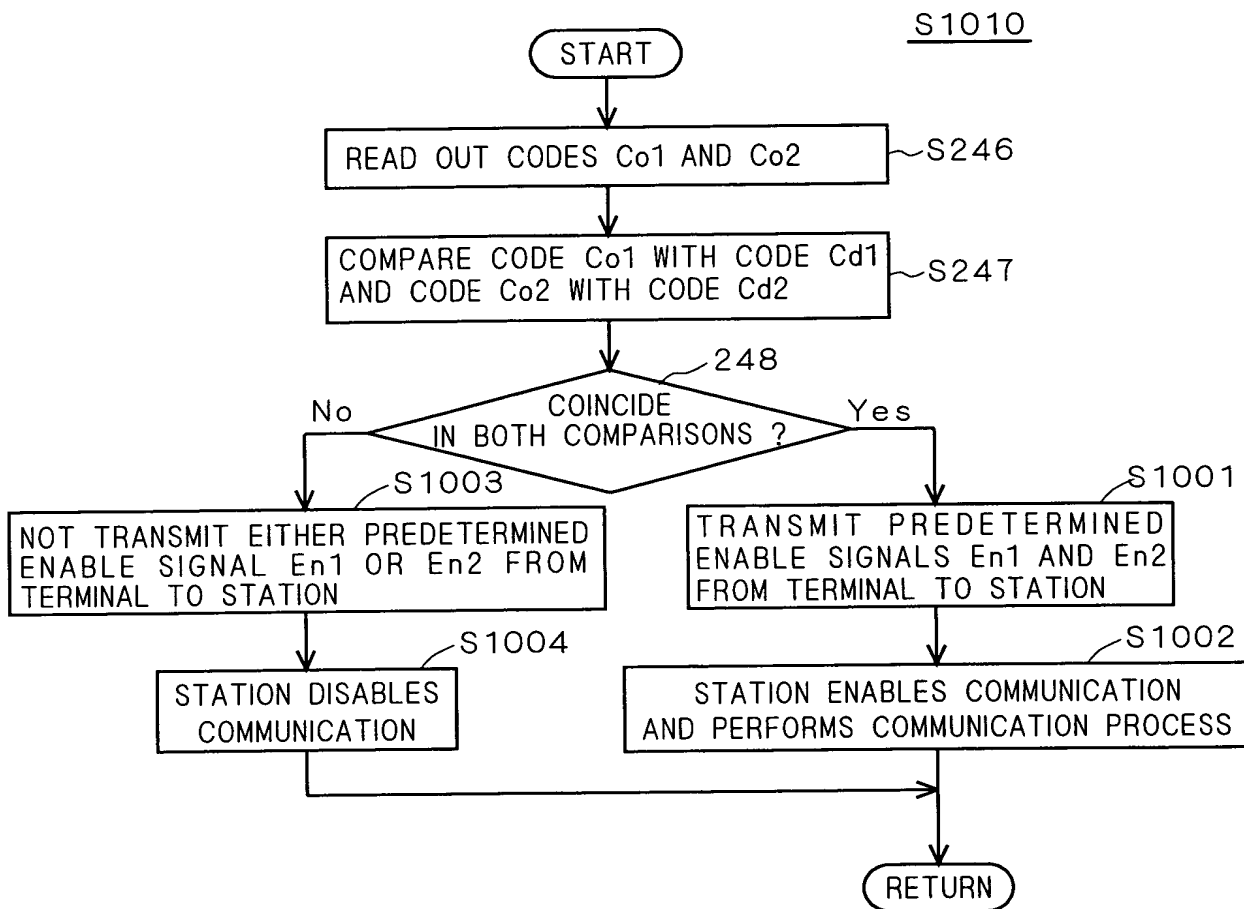 S1010
START
READ OUT CODES Co1 AND Co2
S246
COMPARE CODE Co1 WITH CODE Cd1
AND CODE Co2 WITH CODE Cd2
S247
248
COINCIDE
IN BOTH COMPARISONS ?
No
Yes
S1003
NOT TRANSMIT EITHER PREDETERMINED
ENABLE SIGNAL En1 OR En2 FROM
TERMINAL TO STATION
S1001
TRANSMIT PREDETERMINED
ENABLE SIGNALS En1 AND En2
FROM TERMINAL TO STATION
S1004
STATION DISABLES
COMMUNICATION
S1002
STATION ENABLES COMMUNICATION
AND PERFORMS COMMUNICATION PROCESS
RETURN